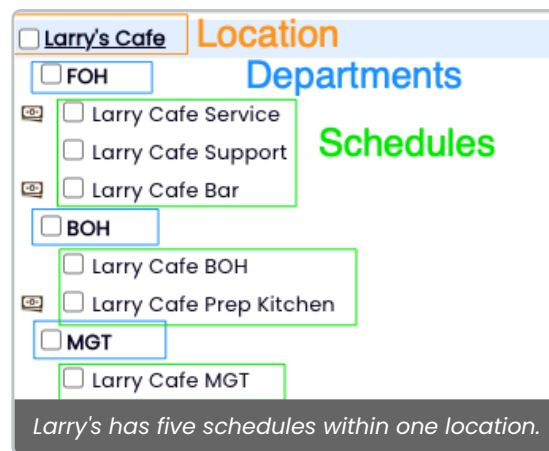 Larry's Cafe Location
FOH Departments
Larry Cafe Service
Schedules
Larry Cafe Support
Larry Cafe Bar
BOH
Larry Cafe BOH
Larry Cafe Prep Kitchen
MGT
Larry Cafe MGT
Larry's has five schedules within one location.